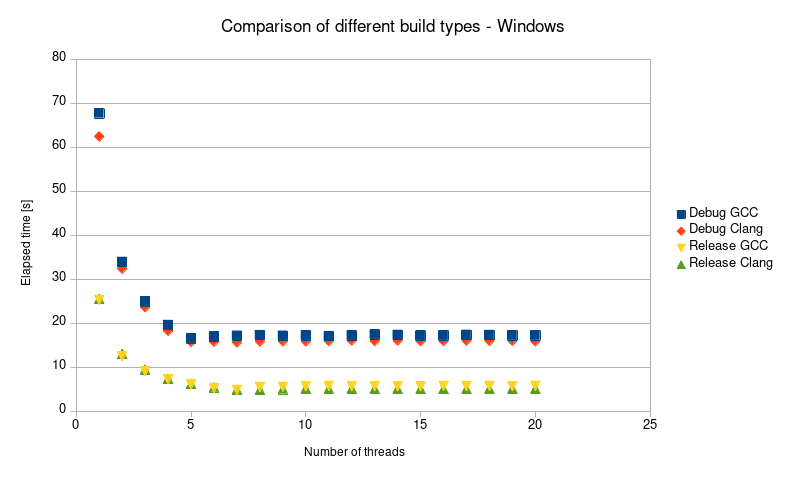 Comparison of different build types - Windows
80
70
60
50
40
30
20
10
0
Elapsed time [s]
0 5 10 15 20 25
Number of threads
Debug GCC
Debug Clang
Release GCC
Release Clang